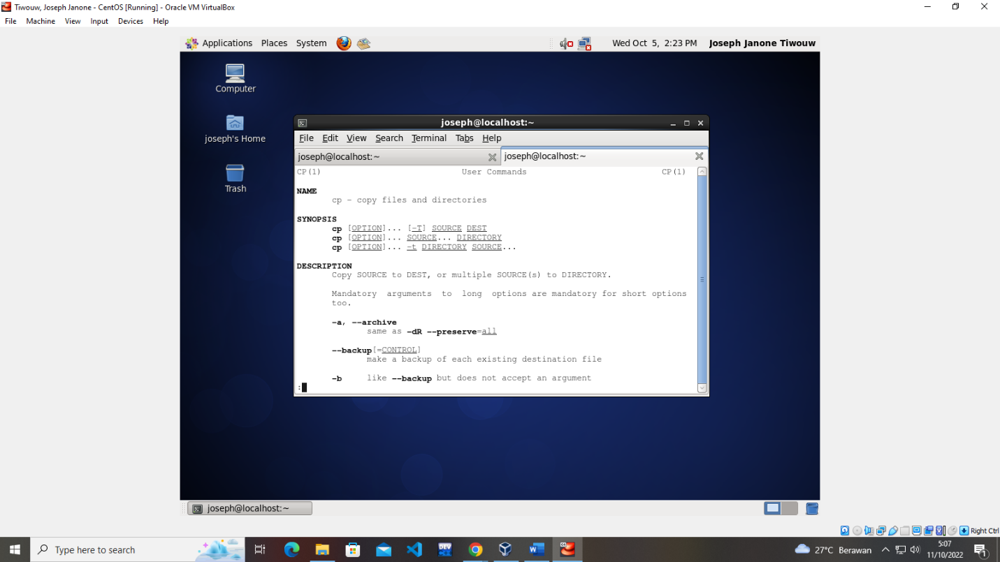 Tiwouw, Joseph Janone - CentOS [Running] - Oracle VM VirtualBox
File Machine View Input Devices Help
Applications Places System Wed Oct 5, 2:23 PM Joseph Janone Tiwouw
Computer
joseph's Home
Trash
joseph@localhost:~
File Edit View Search Terminal Tabs Help
joseph@localhost:~ joseph@localhost:~
CP(1) User Commands CP(1)
NAME
cp - copy files and directories
SYNOPSIS
cp [OPTION]... [-T] SOURCE DEST
cp [OPTION]... SOURCE... DIRECTORY
cp [OPTION]... -t DIRECTORY SOURCE...
DESCRIPTION
Copy SOURCE to DEST, or multiple SOURCE(s) to DIRECTORY.
Mandatory arguments to long options are mandatory for short options
too.
-a, --archive
same as -dR --preserve=all
--backup[=CONTROL]
make a backup of each existing destination file
-b like --backup but does not accept an argument
:
joseph@localhost:~
Right Ctrl
Type here to search
DEV
27°C Berawan
5:07
11/10/2022
1